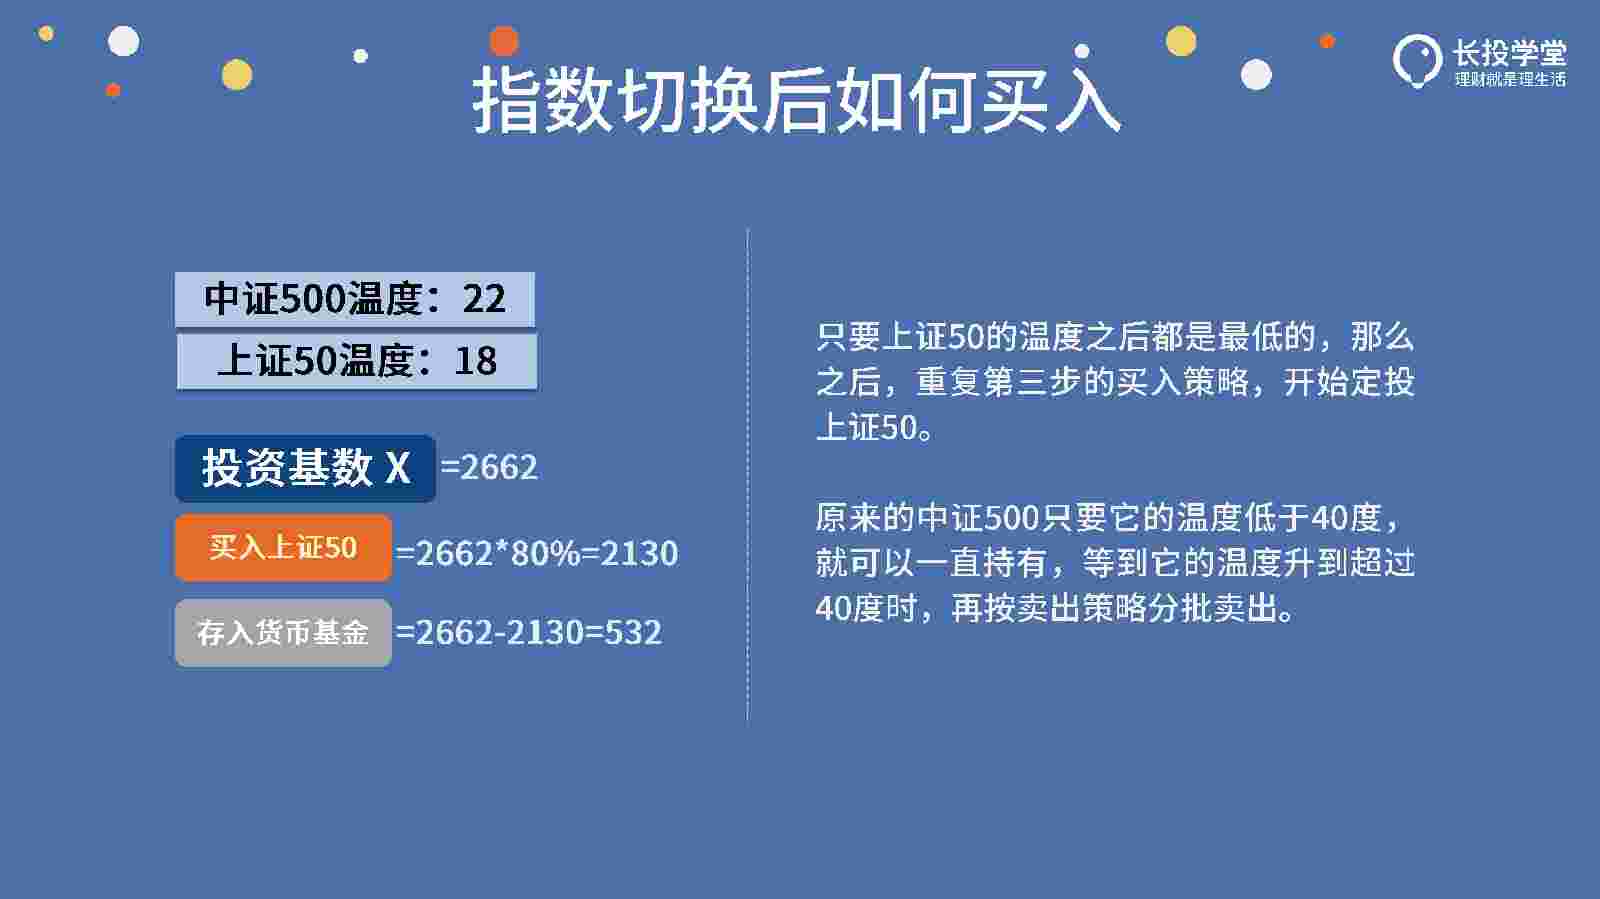 长投学堂
理财就是理生活
指数切换后如何买入
中证500温度：22
上证50温度：18
投资基数 X =2662
买入上证50 =2662*80%=2130
存入货币基金 =2662-2130=532
只要上证50的温度之后都是最低的，那么
之后，重复第三步的买入策略，开始定投
上证50。
原来的中证500只要它的温度低于40度，
就可以一直持有，等到它的温度升到超过
40度时，再按卖出策略分批卖出。